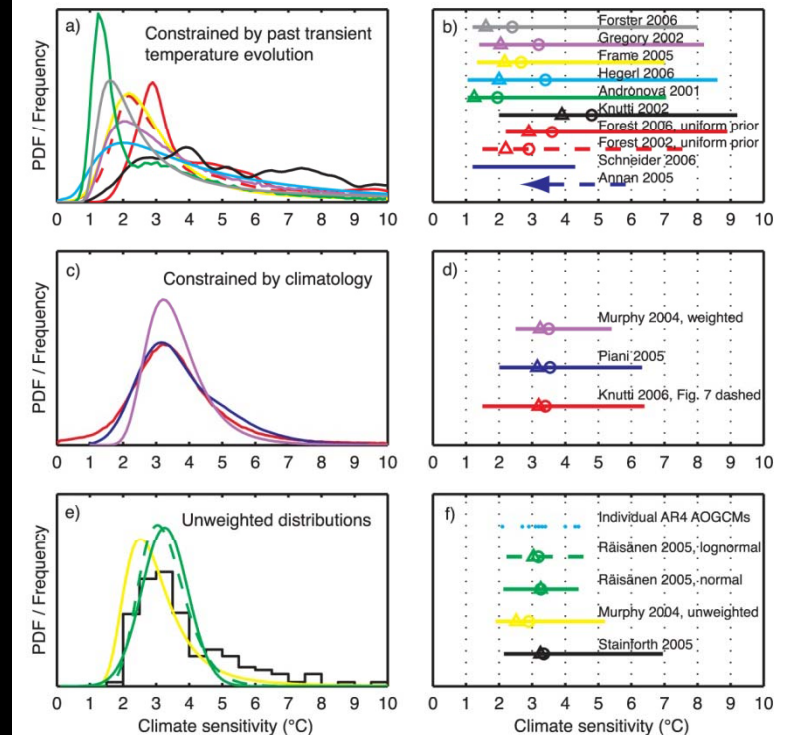 a) Constrained by past transient
temperature evolution
PDF / Frequency
0 1 2 3 4 5 6 7 8 9 10
b)
Forster 2006
Gregory 2002
Frame 2005
Hegerl 2006
Andronova 2001
Knutti 2002
Forest 2006, uniform prior
Forest 2002, uniform prior
Schneider 2006
Annan 2005
0 1 2 3 4 5 6 7 8 9 10
c) Constrained by climatology
PDF / Frequency
0 1 2 3 4 5 6 7 8 9 10
d)
Murphy 2004, weighted
Piani 2005
Knutti 2006, Fig. 7 dashed
0 1 2 3 4 5 6 7 8 9 10
e) Unweighted distributions
PDF / Frequency
0 1 2 3 4 5 6 7 8 9 10
Climate sensitivity (°C)
f)
Individual AR4 AOGCMs
Räisänen 2005, lognormal
Räisänen 2005, normal
Murphy 2004, unweighted
Stainforth 2005
0 1 2 3 4 5 6 7 8 9 10
Climate sensitivity (°C)